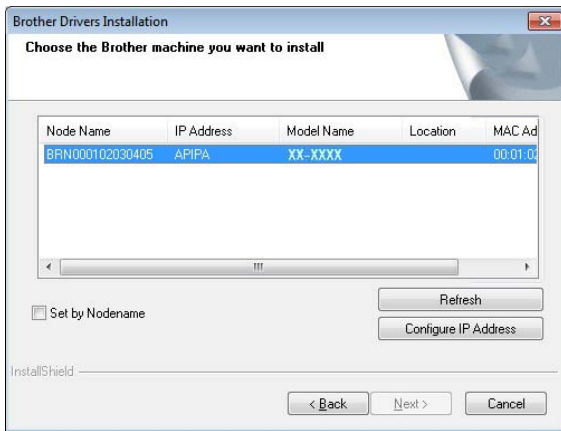 Brother Drivers Installation
Choose the Brother machine you want to install
Node Name IP Address Model Name Location MAC Ad
BRN000102030405 APIPA XX-XXXX 00:01:02
Set by Nodename
Refresh
Configure IP Address
InstallShield
< Back Next > Cancel